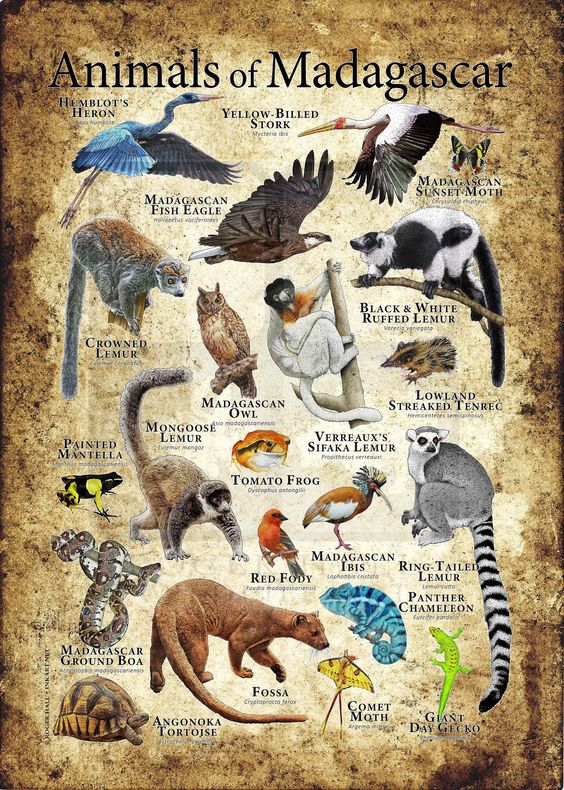 Animals of Madagascar
HUMBLOT'S
HERON
YELLOW-BILLED
STORK
Mycteria ibis
MADAGASCAN
SUNSET MOTH
Chrysiridia rhipheus
MADAGASCAN
FISH EAGLE
Haliaeetus vociferoides
CROWNED
LEMUR
Eulemur coronatus
BLACK & WHITE
RUFFED LEMUR
Varecia variegata
MADAGASCAN
OWL
Asio madagascariensis
LOWLAND
STREAKED TENREC
Hemicentetes semispinosus
MONGOOSE
LEMUR
Eulemur mongoz
VERREAUX'S
SIFAKA LEMUR
Propithecus verreauxi
PAINTED
MANTELLA
Mantella madagascariensis
TOMATO FROG
Dyscophus antongilii
MADAGASCAN
IBIS
Lophotibis cristata
RING-TAILED
LEMUR
Lemur catta
RED FODY
Foudia madagascariensis
PANTHER
CHAMELEON
Furcifer pardalis
MADAGASCAR
GROUND BOA
Acrantophis madagascariensis
FOSSA
Cryptoprocta ferox
COMET
MOTH
Argema mittrei
GIANT
DAY GECKO
ANGONOKA
TORTOISE
ROGER HALL • INKART.NET